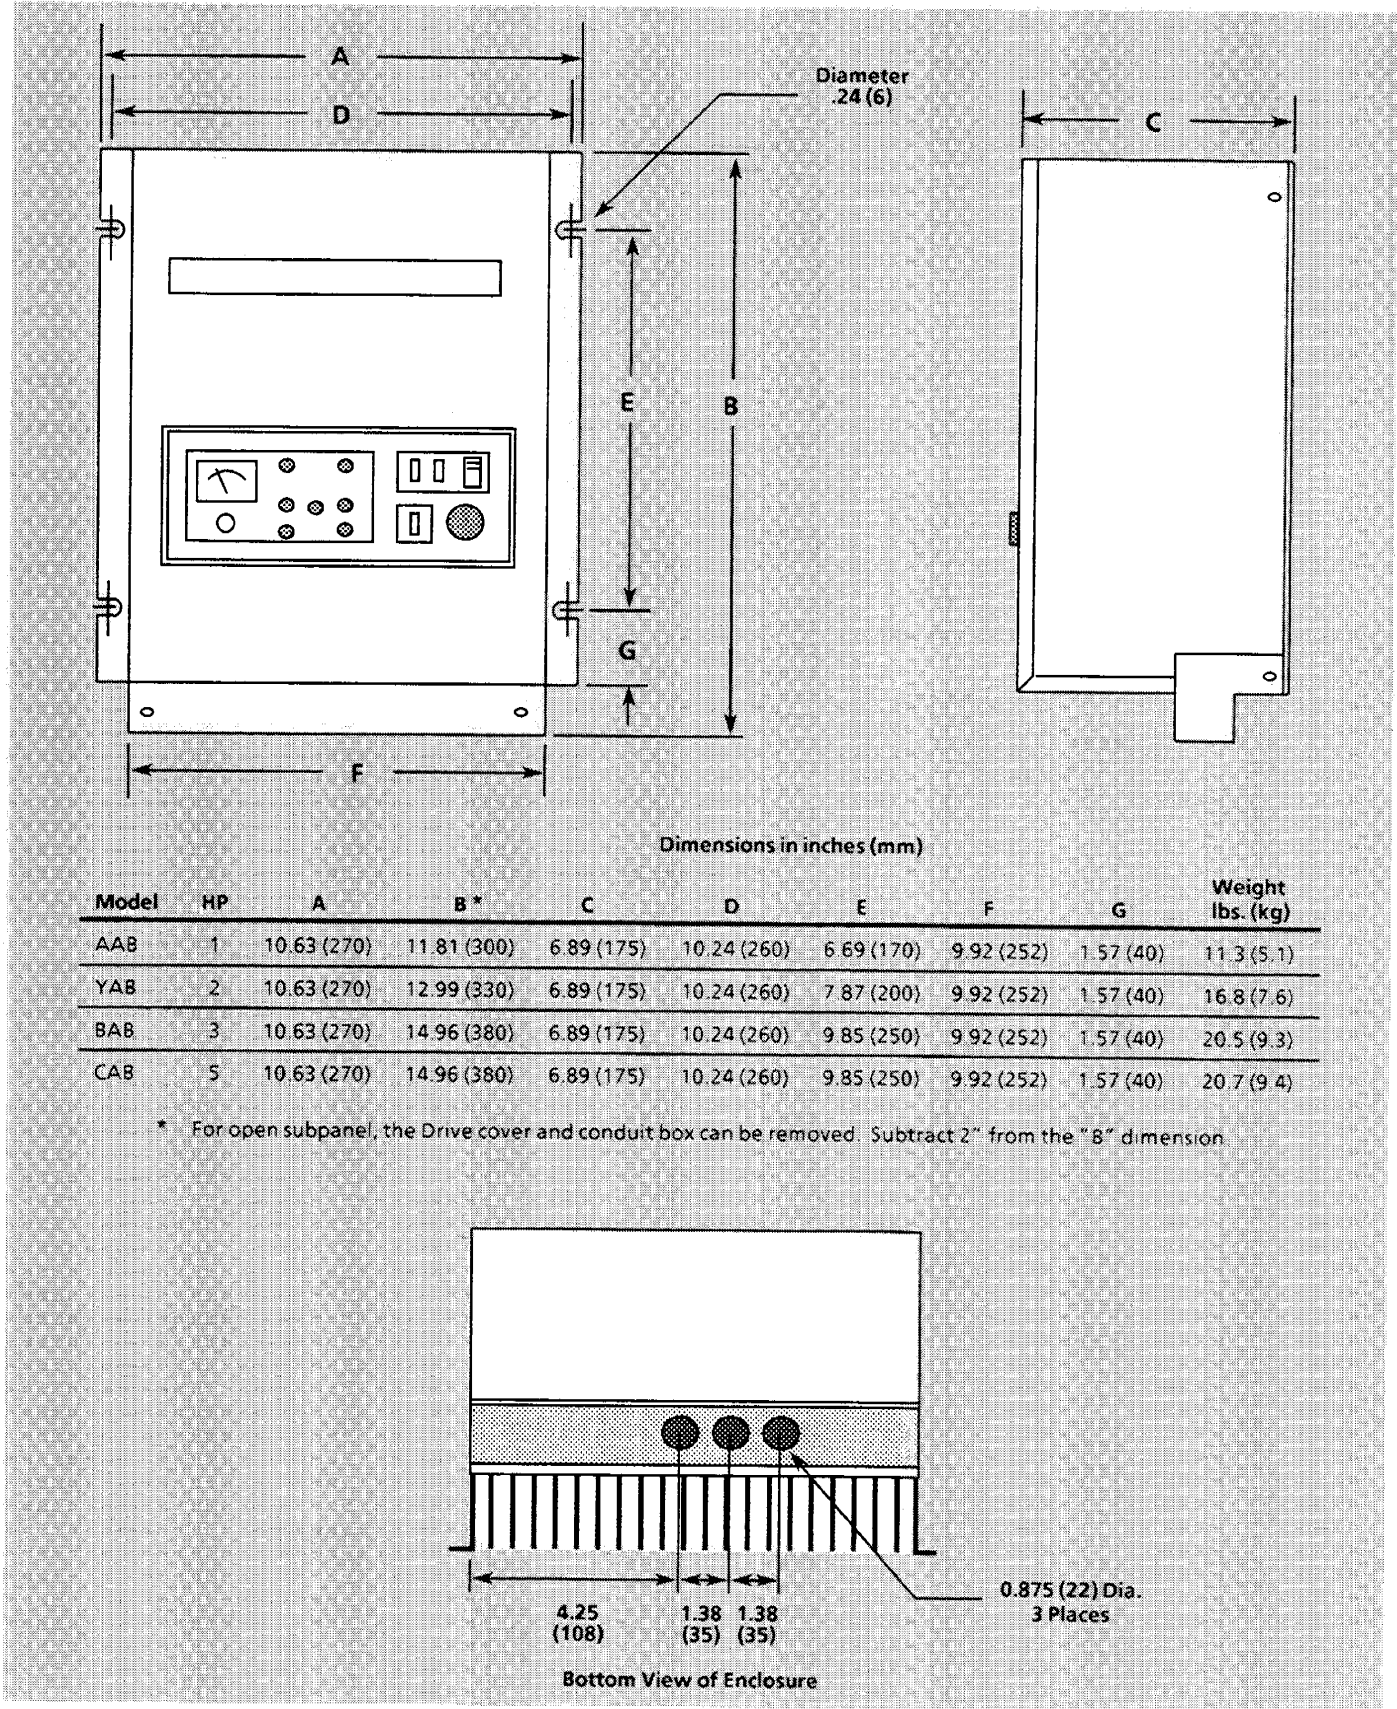 A
D
Diameter
.24 (6)
C
E
B
G
F
Dimensions in inches (mm)
Model HP A B * C D E F G Weight lbs. (kg)
AAB 1 10.63 (270) 11.81 (300) 6.89 (175) 10.24 (260) 6.69 (170) 9.92 (252) 1.57 (40) 11.3 (5.1)
YAB 2 10.63 (270) 12.99 (330) 6.89 (175) 10.24 (260) 7.87 (200) 9.92 (252) 1.57 (40) 16.8 (7.6)
BAB 3 10.63 (270) 14.96 (380) 6.89 (175) 10.24 (260) 9.85 (250) 9.92 (252) 1.57 (40) 20.5 (9.3)
CAB 5 10.63 (270) 14.96 (380) 6.89 (175) 10.24 (260) 9.85 (250) 9.92 (252) 1.57 (40) 20.7 (9.4)
* For open subpanel, the Drive cover and conduit box can be removed. Subtract 2" from the "B" dimension.
4.25
(108)
1.38
(35)
1.38
(35)
0.875 (22) Dia.
3 Places
Bottom View of Enclosure